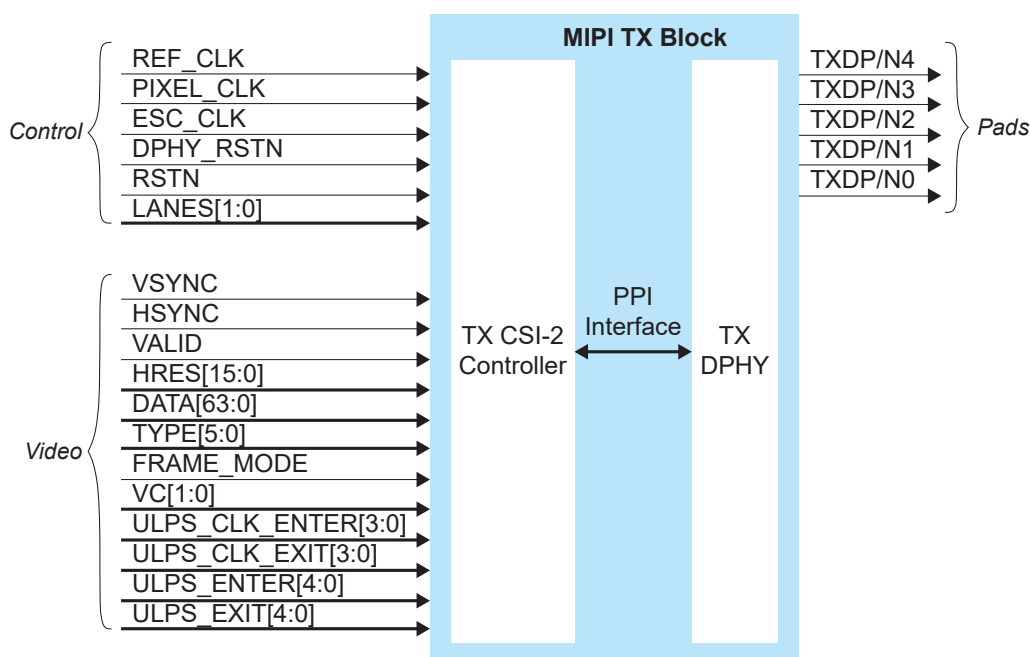 MIPI TX Block
Control
REF_CLK
PIXEL_CLK
ESC_CLK
DPHY_RSTN
RSTN
LANES[1:0]
Video
VSYNC
HSYNC
VALID
HRES[15:0]
DATA[63:0]
TYPE[5:0]
FRAME_MODE
VC[1:0]
ULPS_CLK_ENTER[3:0]
ULPS_CLK_EXIT[3:0]
ULPS_ENTER[4:0]
ULPS_EXIT[4:0]
TX CSI-2
Controller
PPI
Interface
TX
DPHY
TXDP/N4
TXDP/N3
TXDP/N2
TXDP/N1
TXDP/N0
Pads